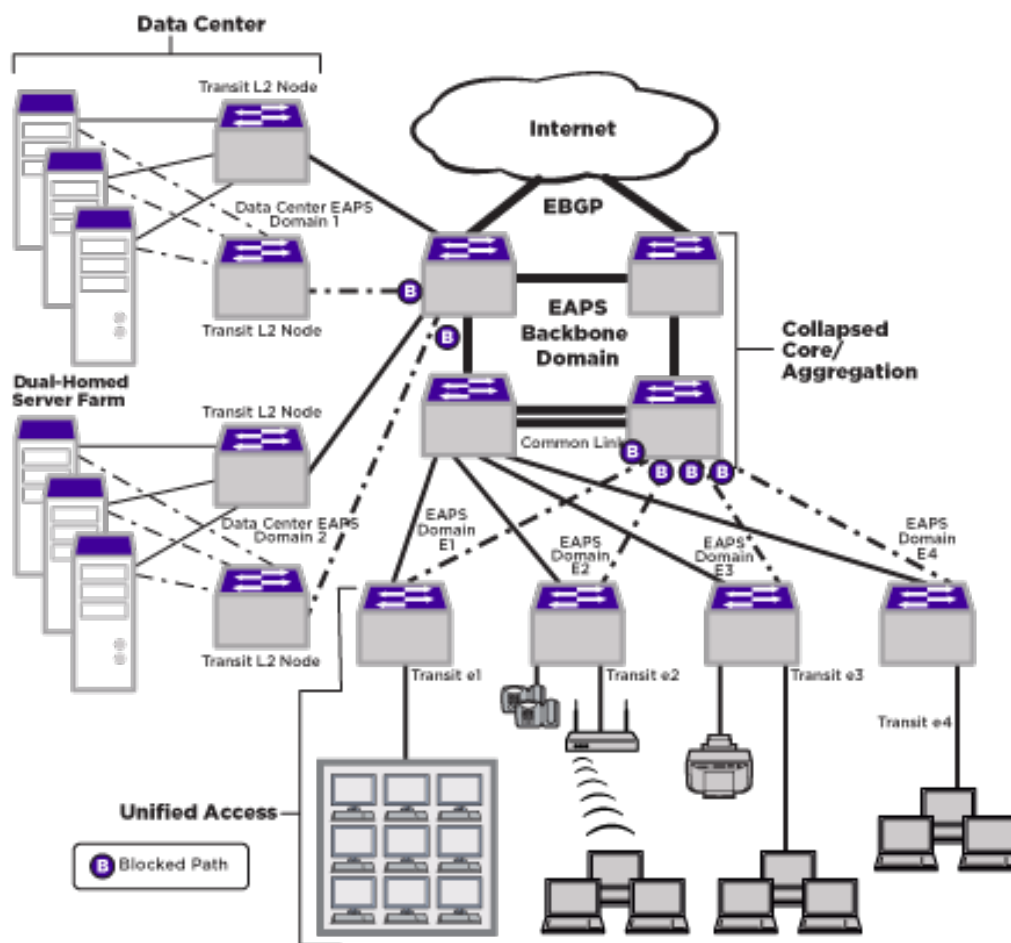 Data Center
Transit L2 Node
Internet
EBGP
Data Center EAPS
Domain 1
B
Transit L2 Node
B
EAPS
Backbone
Domain
Collapsed
Core/
Aggregation
Dual-Homed
Server Farm
Transit L2 Node
Common Link
B
B
B
B
Data Center EAPS
Domain 2
EAPS
Domain
E1
EAPS
Domain
E2
EAPS
Domain
E3
EAPS
Domain
E4
Transit L2 Node
Transit e1
Transit e2
Transit e3
Transit e4
Unified Access
B Blocked Path